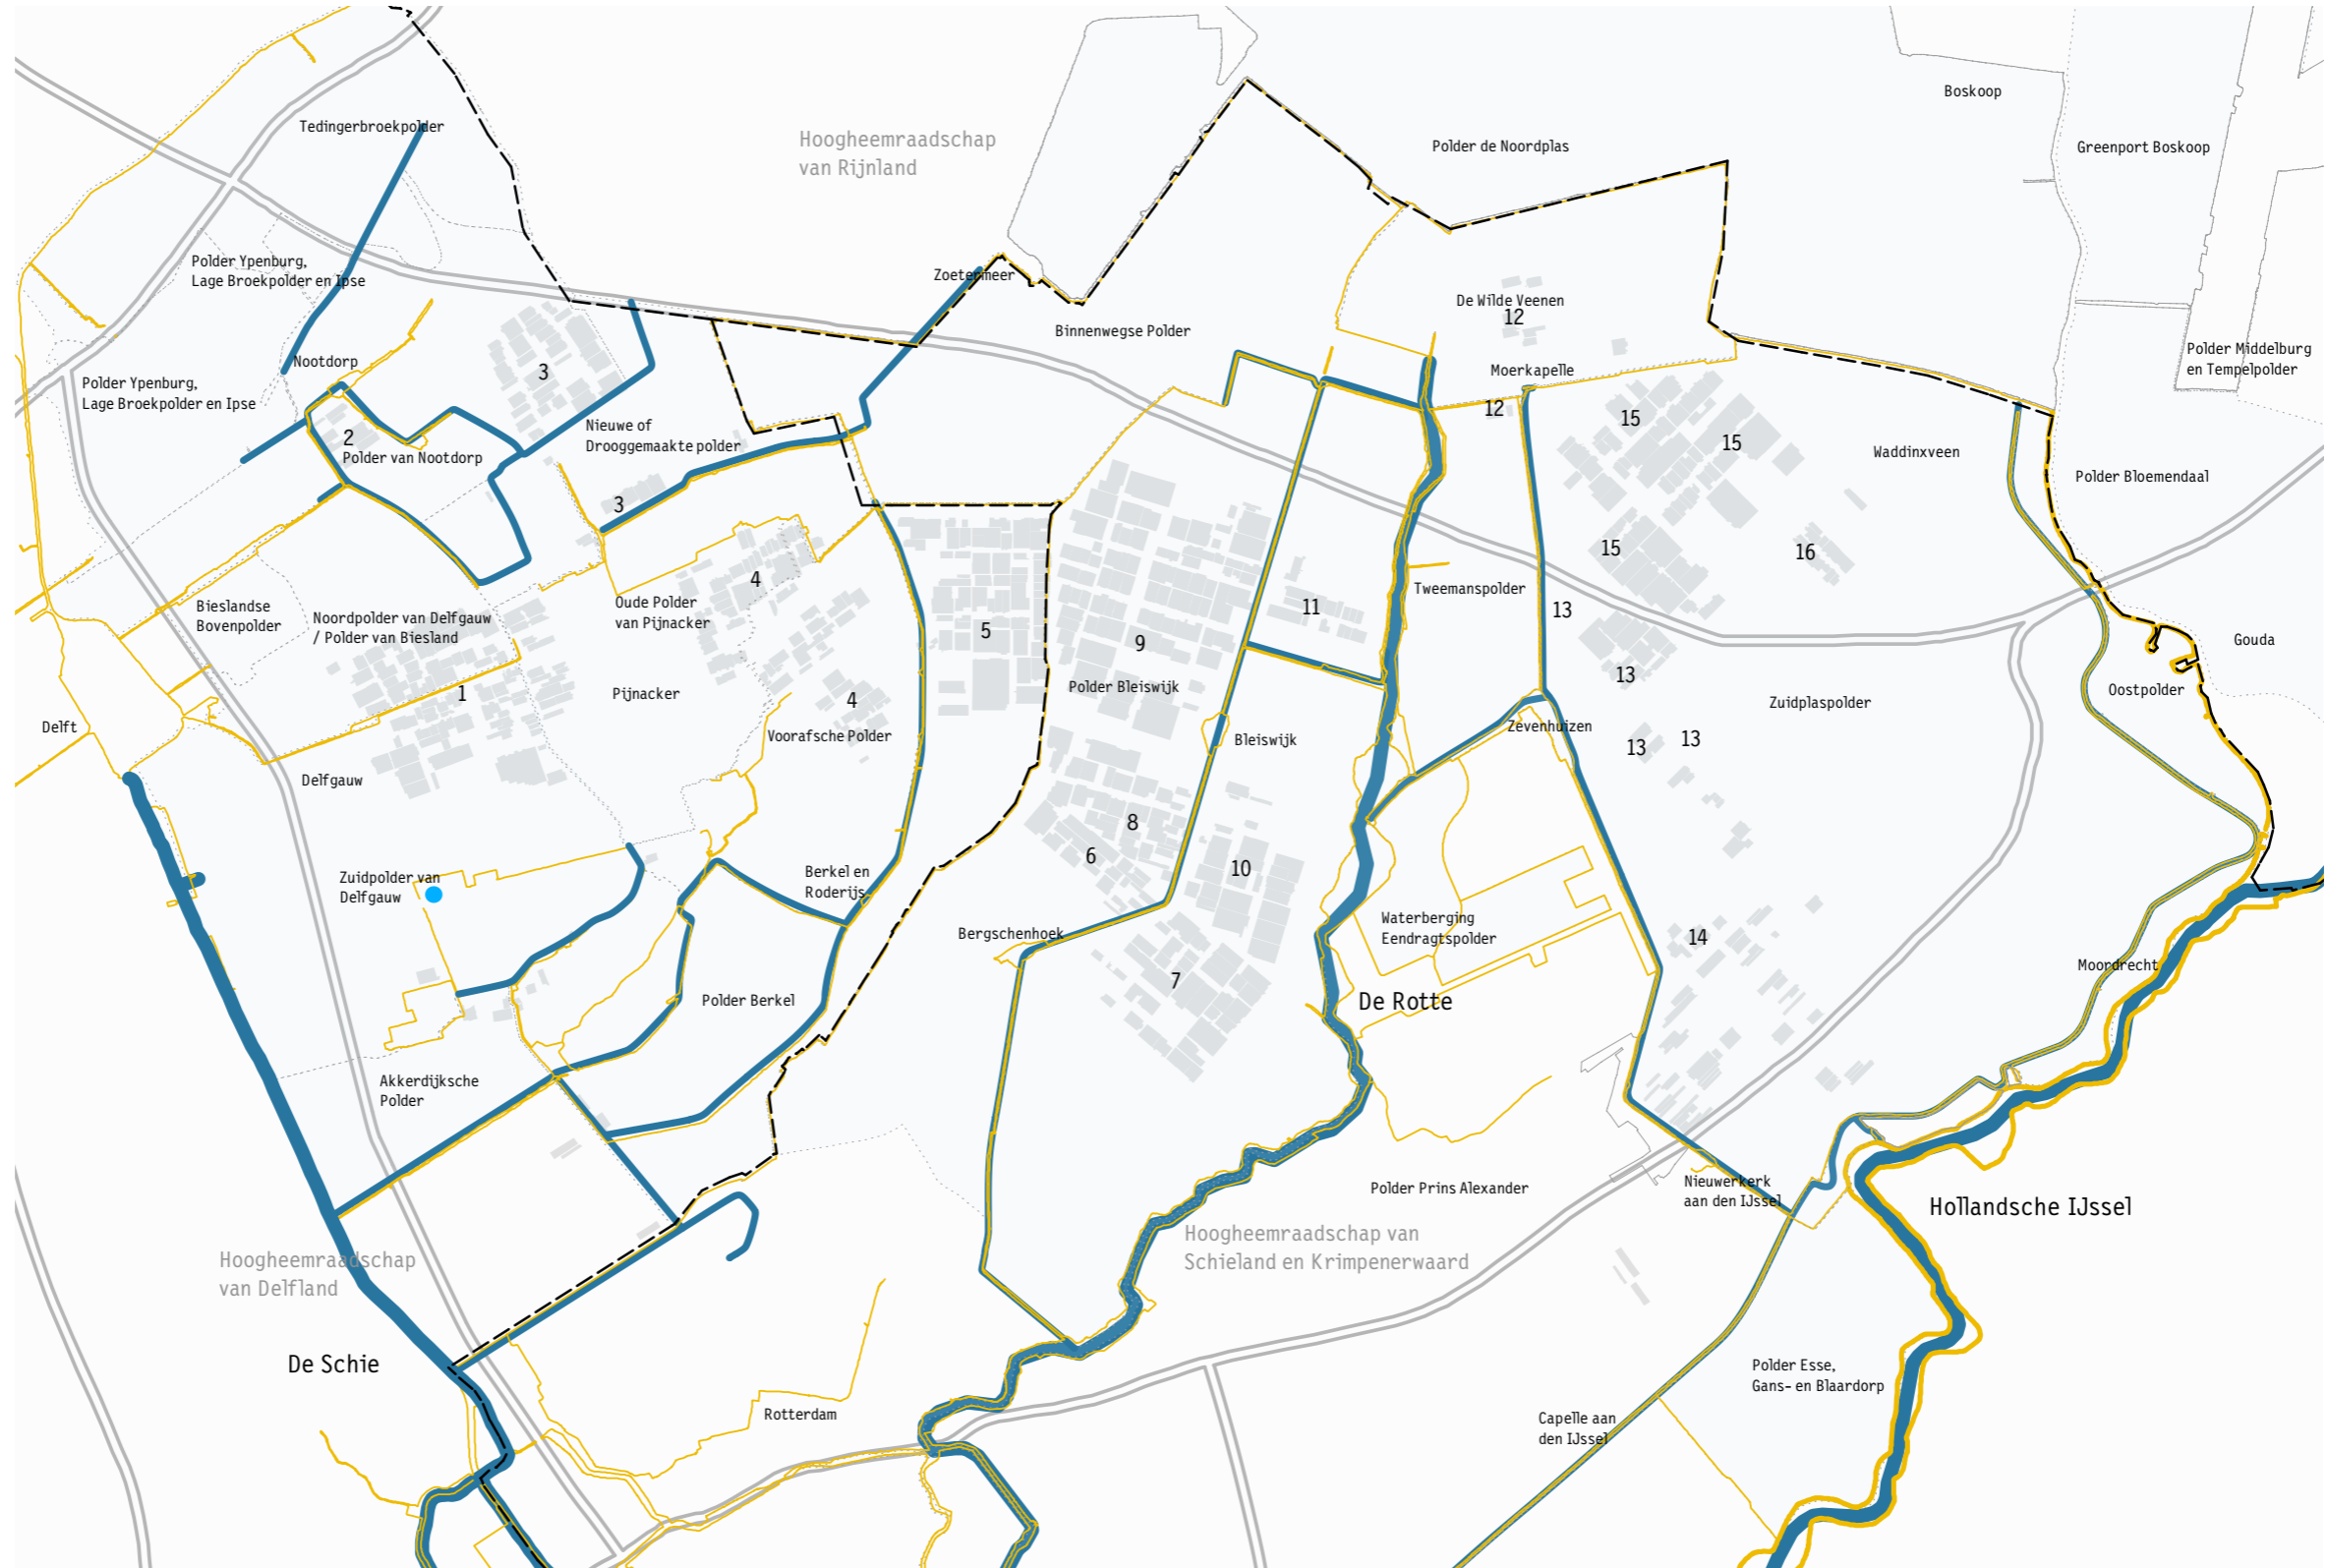 Boskoop
Tedingerbroekpolder
Hoogheemraadschap
van Rijnland
Polder de Noordplas
Greenport Boskoop
Polder Ypenburg,
Lage Broekpolder en Ipse
Zoetermeer
De Wilde Veenen
12
Binnenwegse Polder
Nootdorp
3
Moerkapelle
Polder Middelburg
en Tempelpolder
Polder Ypenburg,
Lage Broekpolder en Ipse
12
15
2
Polder van Nootdorp
Nieuwe of
Drooggemaakte polder
15
Waddinxveen
Polder Bloemendaal
3
15
16
4
Tweemanspolder
Bieslandse
Bovenpolder
Noordpolder van Delfgauw
/ Polder van Biesland
Oude Polder
van Pijnacker
11
13
5
9
Gouda
1
Pijnacker
4
Polder Bleiswijk
13
Oostpolder
Zuidplaspolder
Delft
Voorafsche Polder
Bleiswijk
Zevenhuizen
13
13
Delfgauw
8
6
10
Zuidpolder van
Delfgauw
Berkel en
Roderijs
Bergschenhoek
Waterberging
Eendragtspolder
14
Moordrecht
7
Polder Berkel
De Rotte
Akkerdijksche
Polder
Polder Prins Alexander
Nieuwerkerk
aan den IJssel
Hollandsche IJssel
Hoogheemraadschap van
Schieland en Krimpenerwaard
Hoogheemraadschap
van Delfland
De Schie
Polder Esse,
Gans- en Blaardorp
Rotterdam
Capelle aan
den IJssel